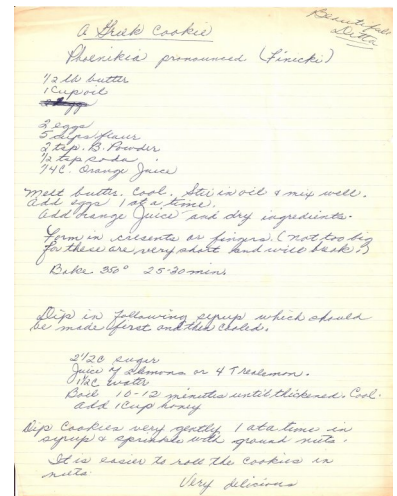 A Greek Cookie
Beautiful
Ditta
Phoenikia pronounced (Finicki)
1/2 lb butter
1 Cup oil
2 eggs
5 cups flour
2 tsp. B. Powder
1/2 tsp soda
1/4 C. Orange Juice
Melt butter. Cool. Stir in oil & mix well.
Add eggs 1 at a time.
Add orange Juice and dry ingredients.
Form in cresents or fingers. (not too big
for these are very short and will break.)
Bake 350° 25-30 mins
Dip in following syrup which should
be made first and then cooled.
2 1/2 C sugar
Juice of 2 lemons or 4 T realemon.
1 1/4 C water
Boil 10-12 minutes until thickened. Cool.
Add 1 Cup honey
Dip Cookies very gently 1 at a time in
syrup & sprinkle with ground nuts.
It is easier to roll the cookies in
nuts.
Very delicious